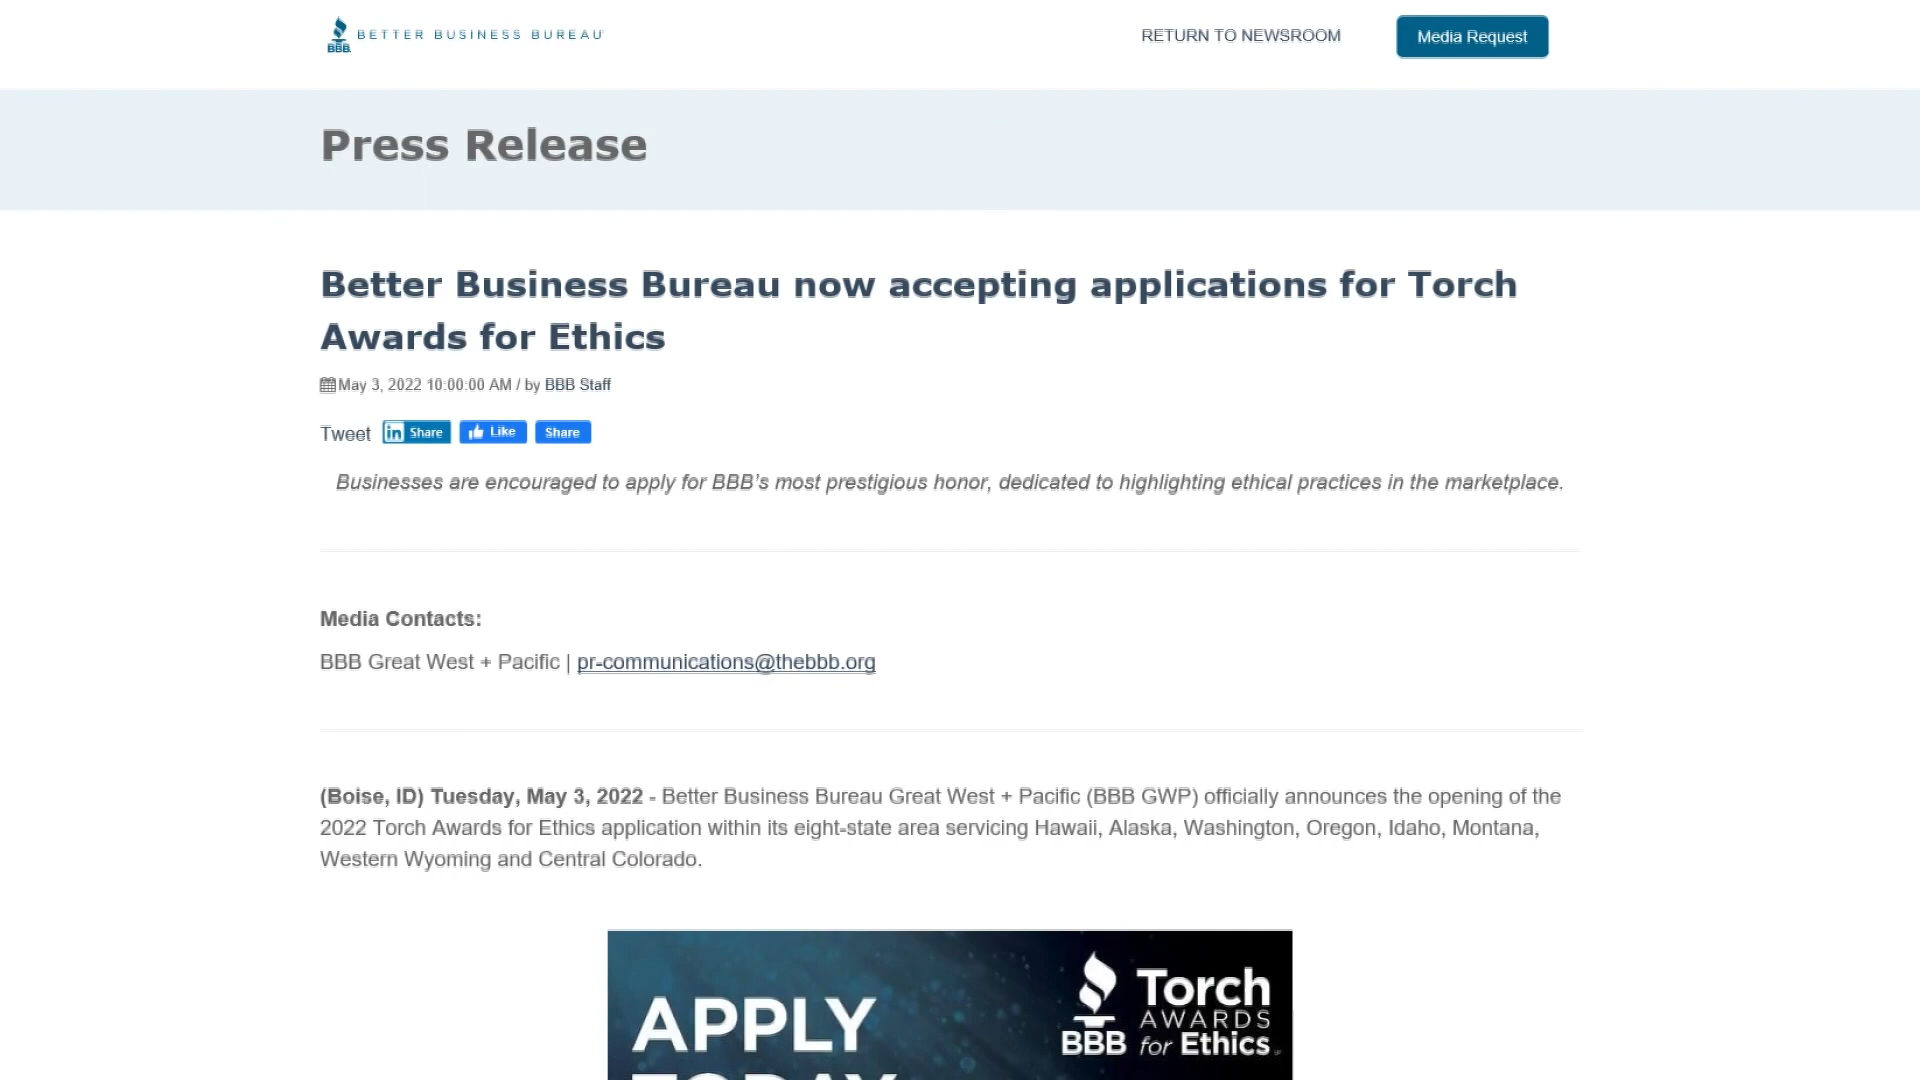 BBB. BETTER BUSINESS BUREAU
RETURN TO NEWSROOM
Media Request
Press Release
Better Business Bureau now accepting applications for Torch
Awards for Ethics
May 3, 2022 10:00:00 AM / by BBB Staff
Tweet in Share Like Share
Businesses are encouraged to apply for BBB's most prestigious honor, dedicated to highlighting ethical practices in the marketplace.
Media Contacts:
BBB Great West + Pacific | pr-communications@thebbb.org
(Boise, ID) Tuesday, May 3, 2022 - Better Business Bureau Great West + Pacific (BBB GWP) officially announces the opening of the
2022 Torch Awards for Ethics application within its eight-state area servicing Hawaii, Alaska, Washington, Oregon, Idaho, Montana,
Western Wyoming and Central Colorado.
APPLY
TODAY
Torch
AWARDS
BBB for Ethics